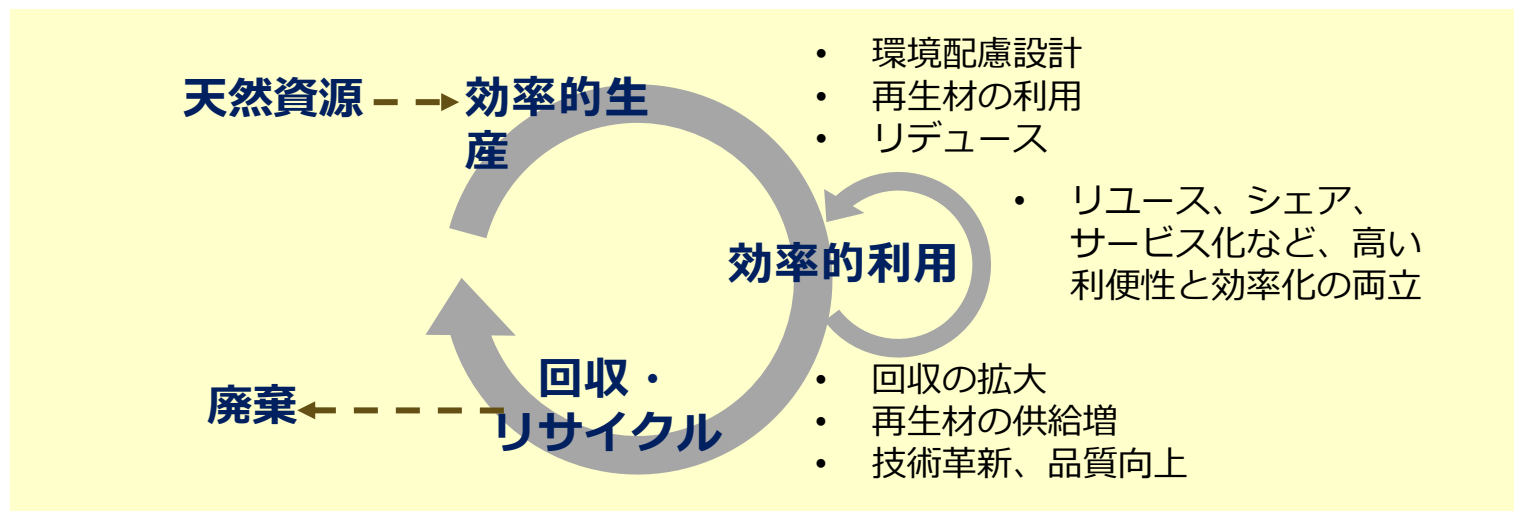 天然資源
効率的生
産
• 環境配慮設計
• 再生材の利用
• リデュース
• リユース、シェア、
サービス化など、高い
利便性と効率化の両立
効率的利用
回収・
リサイクル
廃棄
• 回収の拡大
• 再生材の供給増
• 技術革新、品質向上